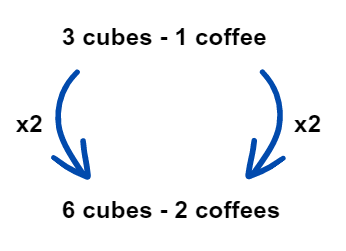 3 cubes - 1 coffee
x2 x2
6 cubes - 2 coffees